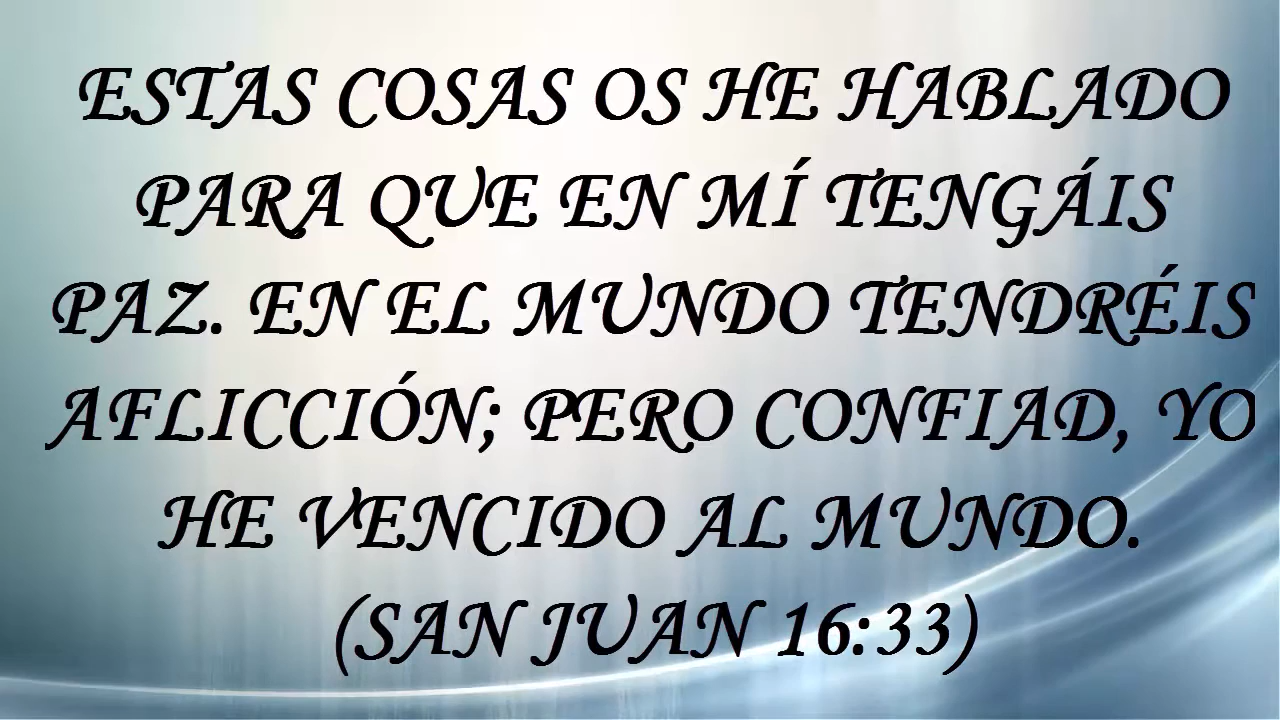 ESTAS COSAS OS HE HABLADO
PARA QUE EN MÍ TENGÁIS
PAZ. EN EL MUNDO TENDRÉIS
AFLICCIÓN; PERO CONFIAD, YO
HE VENCIDO AL MUNDO.
(SAN JUAN 16:33)